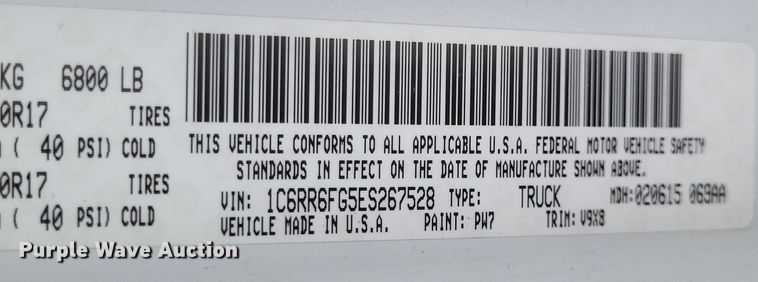 KG 6800 LB
0R17 TIRES
( 40 PSI) COLD
0R17 TIRES
( 40 PSI) COLD
THIS VEHICLE CONFORMS TO ALL APPLICABLE U.S.A. FEDERAL MOTOR VEHICLE SAFETY
STANDARDS IN EFFECT ON THE DATE OF MANUFACTURE SHOWN ABOVE.
VIN: 1C6RR6FG5ES267528 TYPE: TRUCK MDH: 020615 069AA
VEHICLE MADE IN U.S.A. PAINT: PW7 TRIM: V9X8
Purple Wave Auction